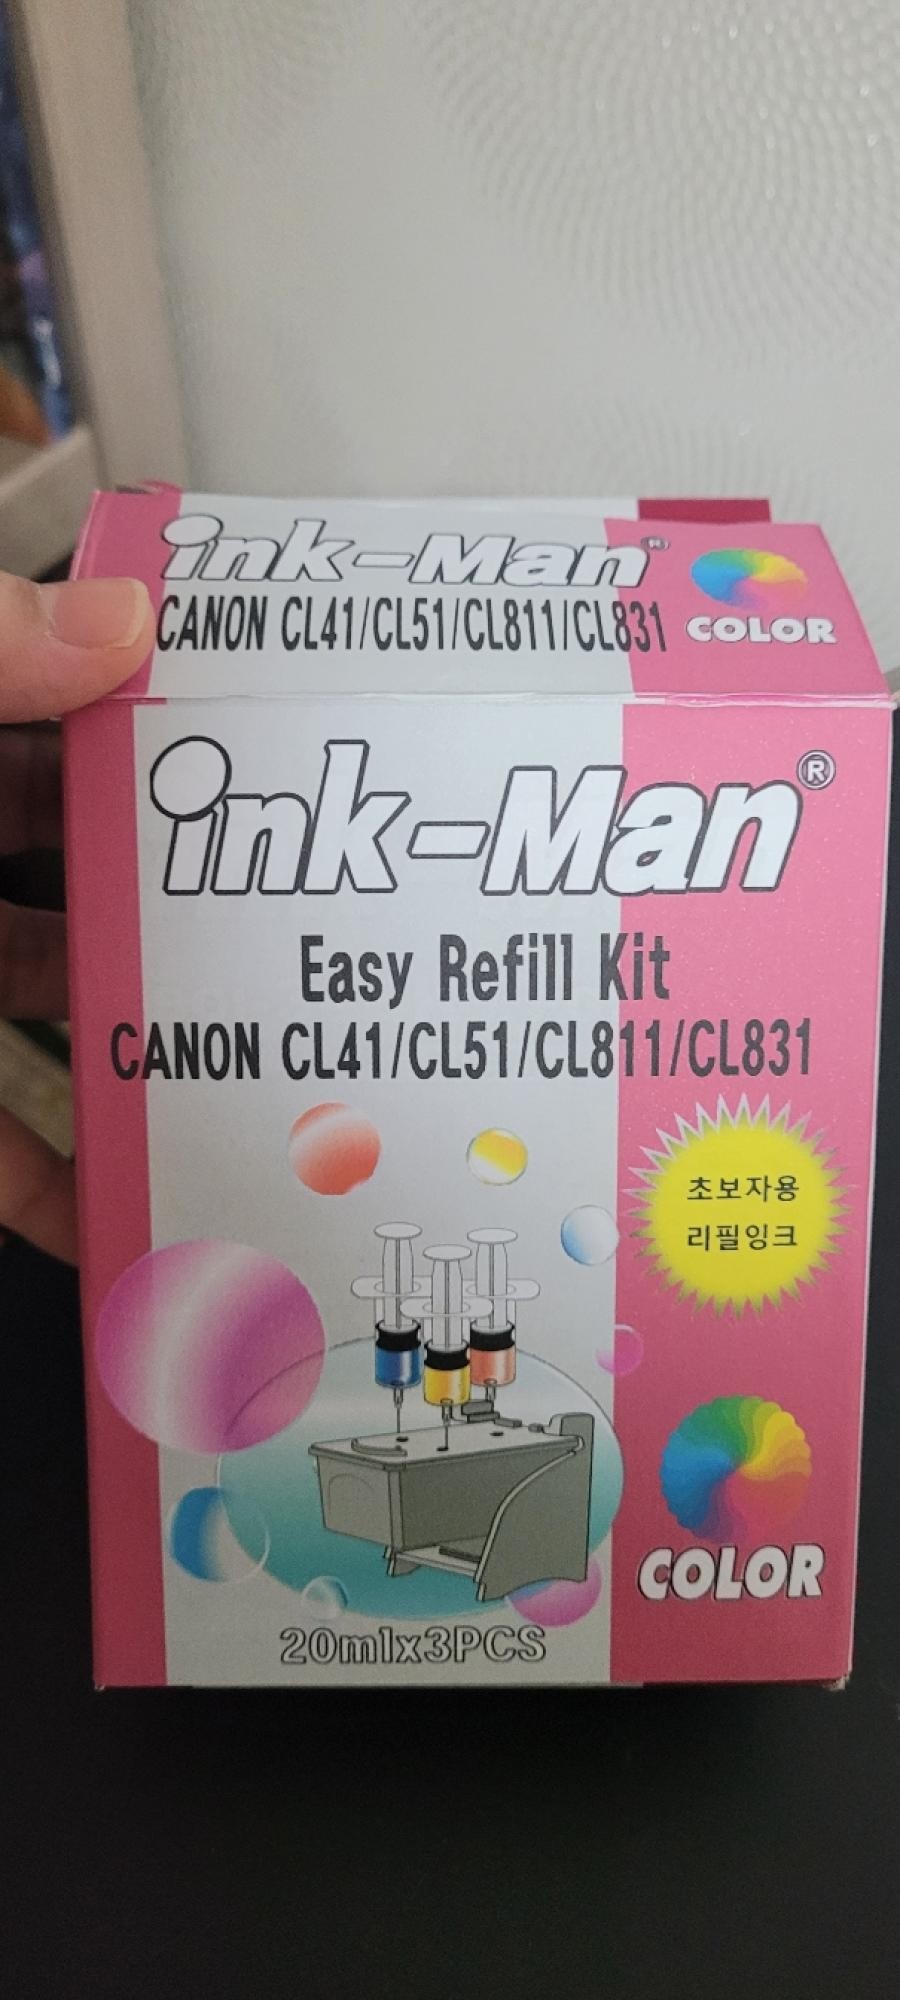 ink-Man®
CANON CL41/CL51/CL811/CL831
COLOR
ink-Man®
Easy Refill Kit
CANON CL41/CL51/CL811/CL831
초보자용
리필잉크
COLOR
20mlx3PCS